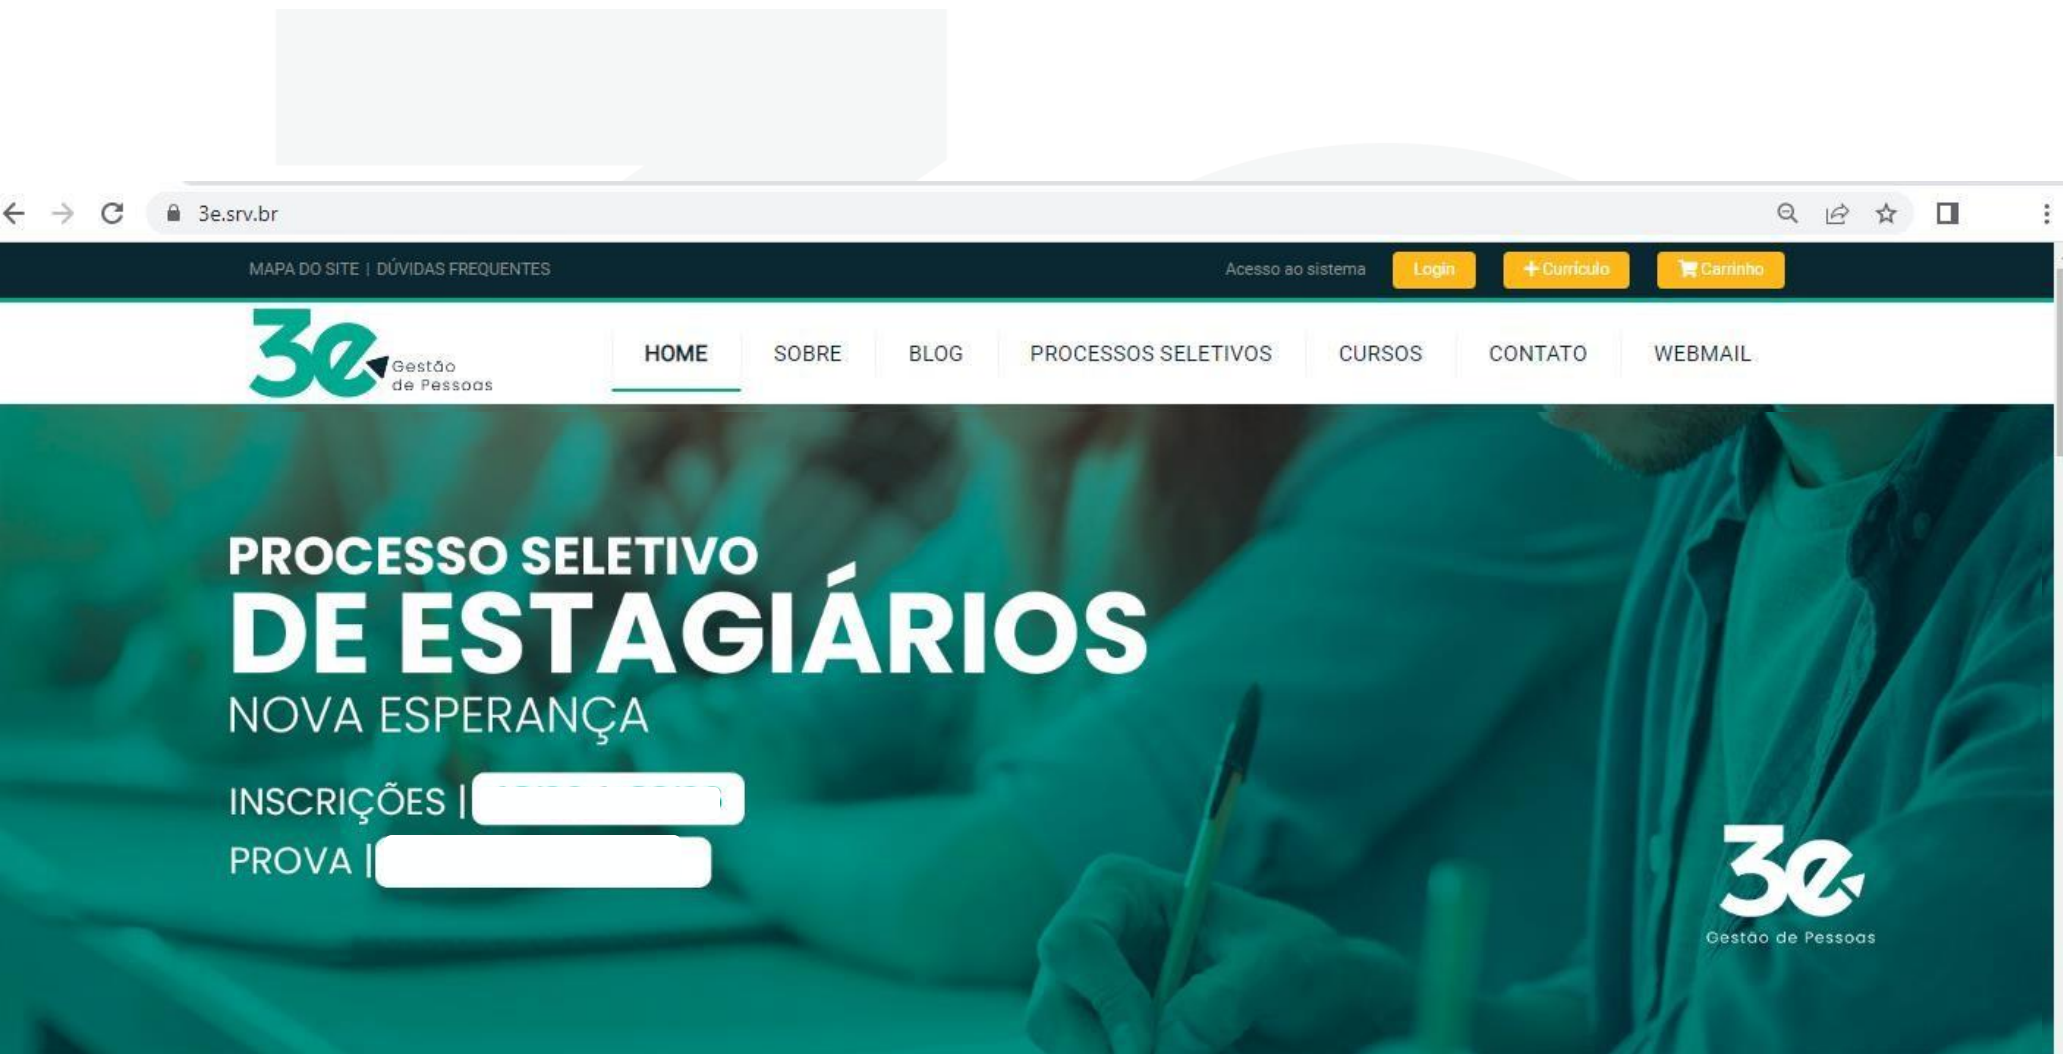 3e.srv.br
MAPA DO SITE | DÚVIDAS FREQUENTES
Acesso ao sistema
Login
Currículo
Carrinho
3e
Gestão
de Pessoas
HOME
SOBRE
BLOG
PROCESSOS SELETIVOS
CURSOS
CONTATO
WEBMAIL
PROCESSO SELETIVO
DE ESTAGIÁRIOS
NOVA ESPERANÇA
INSCRIÇÕES |
PROVA |
3e
Gestão de Pessoas